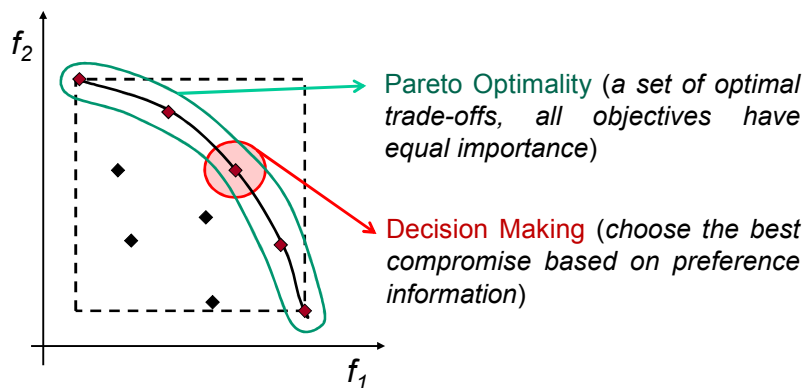 f2
Pareto Optimality (a set of optimal
trade-offs, all objectives have
equal importance)
Decision Making (choose the best
compromise based on preference
information)
f1